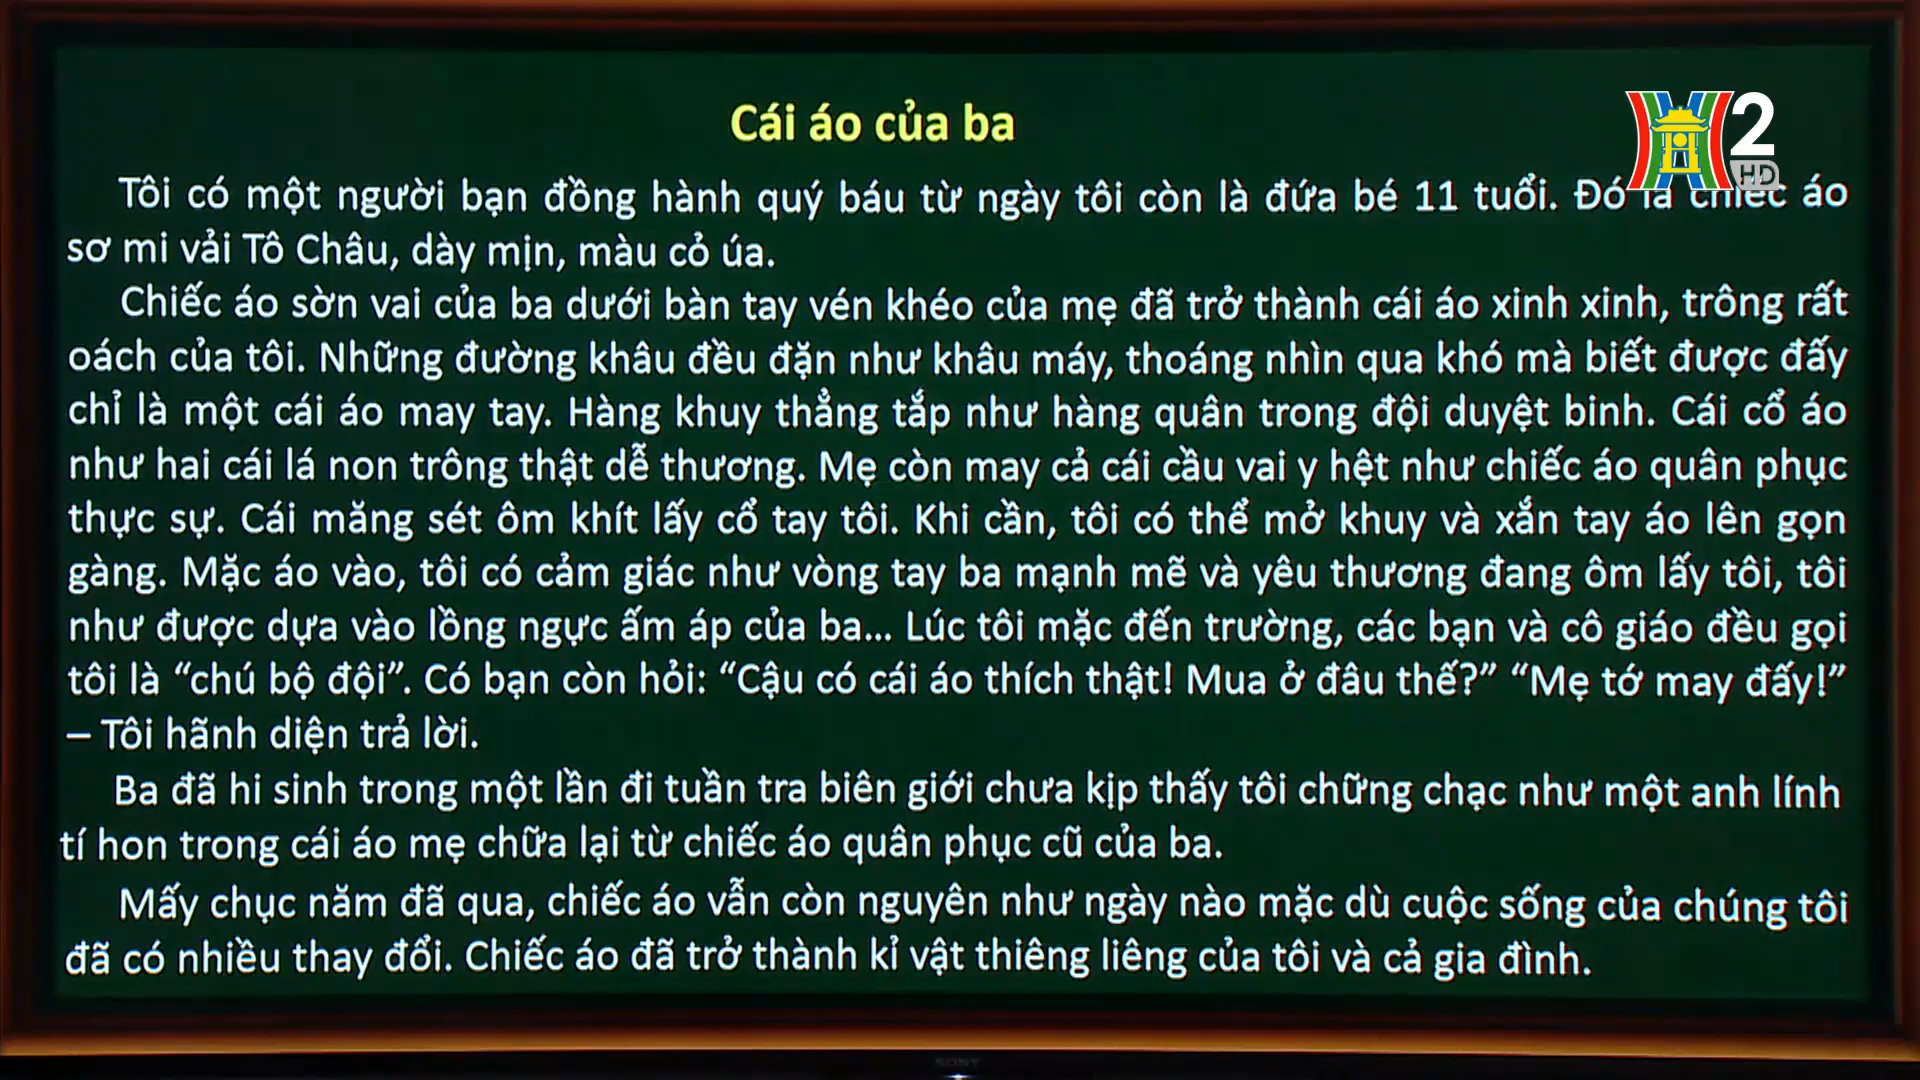 Cái áo của ba
2
HD
Tôi có một người bạn đồng hành quý báu từ ngày tôi còn là đứa bé 11 tuổi. Đó là chiếc áo
sơ mi vải Tô Châu, dày mịn, màu cỏ úa.
Chiếc áo sờn vai của ba dưới bàn tay vén khéo của mẹ đã trở thành cái áo xinh xinh, trông rất
oách của tôi. Những đường khâu đều đặn như khâu máy, thoáng nhìn qua khó mà biết được đấy
chỉ là một cái áo may tay. Hàng khuy thẳng tắp như hàng quân trong đội duyệt binh. Cái cổ áo
như hai cái lá non trông thật dễ thương. Mẹ còn may cả cái cầu vai y hệt như chiếc áo quân phục
thực sự. Cái măng sét ôm khít lấy cổ tay tôi. Khi cần, tôi có thể mở khuy và xắn tay áo lên gọn
gàng. Mặc áo vào, tôi có cảm giác như vòng tay ba mạnh mẽ và yêu thương đang ôm lấy tôi, tôi
như được dựa vào lồng ngực ấm áp của ba... Lúc tôi mặc đến trường, các bạn và cô giáo đều gọi
tôi là “chú bộ đội”. Có bạn còn hỏi: “Cậu có cái áo thích thật! Mua ở đâu thế?” “Mẹ tớ may đấy!”
– Tôi hãnh diện trả lời.
Ba đã hi sinh trong một lần đi tuần tra biên giới chưa kịp thấy tôi chững chạc như một anh lính
tí hon trong cái áo mẹ chữa lại từ chiếc áo quân phục cũ của ba.
Mấy chục năm đã qua, chiếc áo vẫn còn nguyên như ngày nào mặc dù cuộc sống của chúng tôi
đã có nhiều thay đổi. Chiếc áo đã trở thành kỉ vật thiêng liêng của tôi và cả gia đình.
SONY